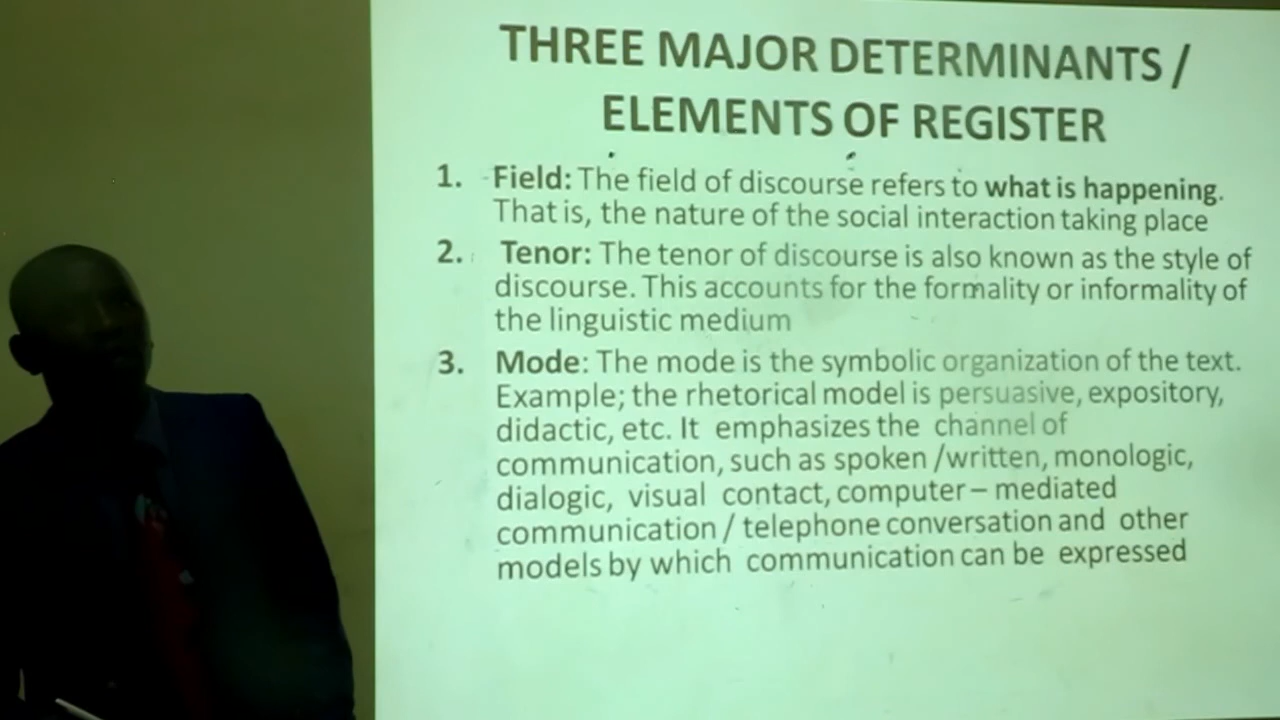 THREE MAJOR DETERMINANTS /
ELEMENTS OF REGISTER
1. Field: The field of discourse refers to what is happening.
That is, the nature of the social interaction taking place
2. Tenor: The tenor of discourse is also known as the style of
discourse. This accounts for the formality or informality of
the linguistic medium
3. Mode: The mode is the symbolic organization of the text.
Example; the rhetorical model is persuasive, expository,
didactic, etc. It emphasizes the channel of
communication, such as spoken /written, monologic,
dialogic, visual contact, computer – mediated
communication / telephone conversation and other
models by which communication can be expressed